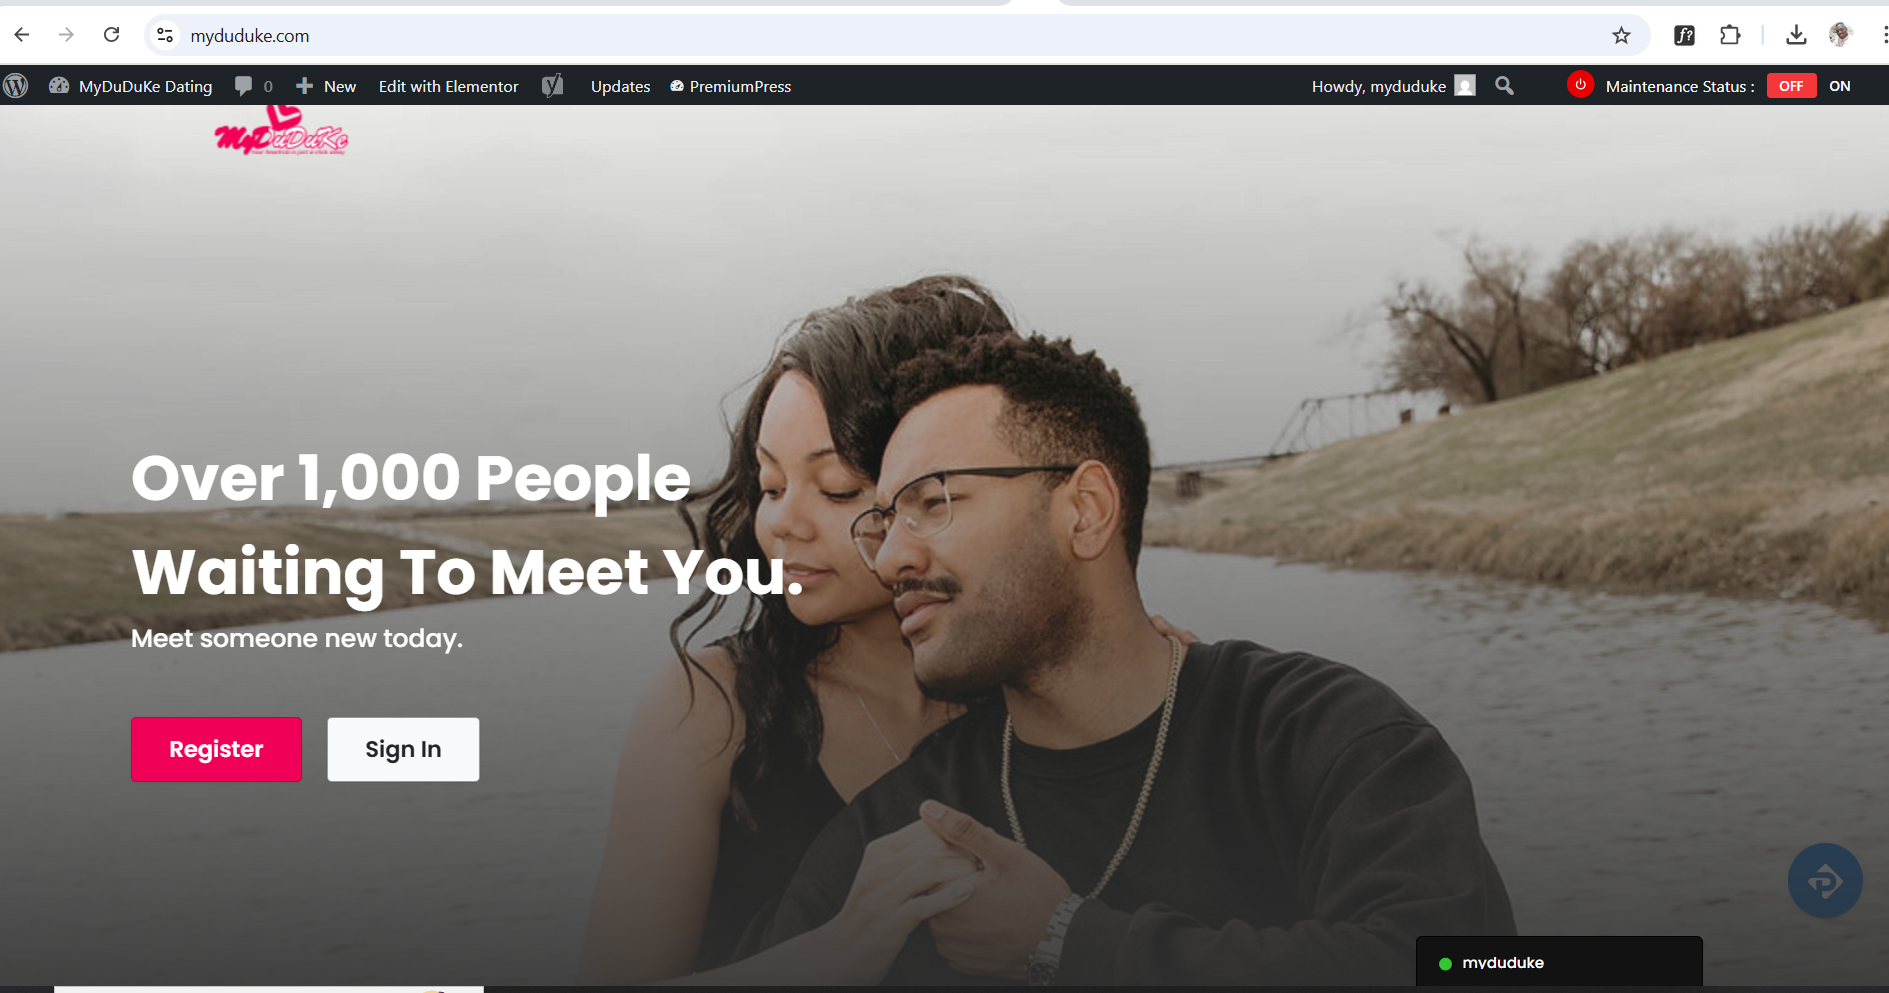 myduduke.com
MyDuDuKe Dating 0 New Edit with Elementor Updates PremiumPress Howdy, myduduke Maintenance Status : OFF ON
MyDuDuKe
Over 1,000 People
Waiting To Meet You.
Meet someone new today.
Register Sign In
myduduke